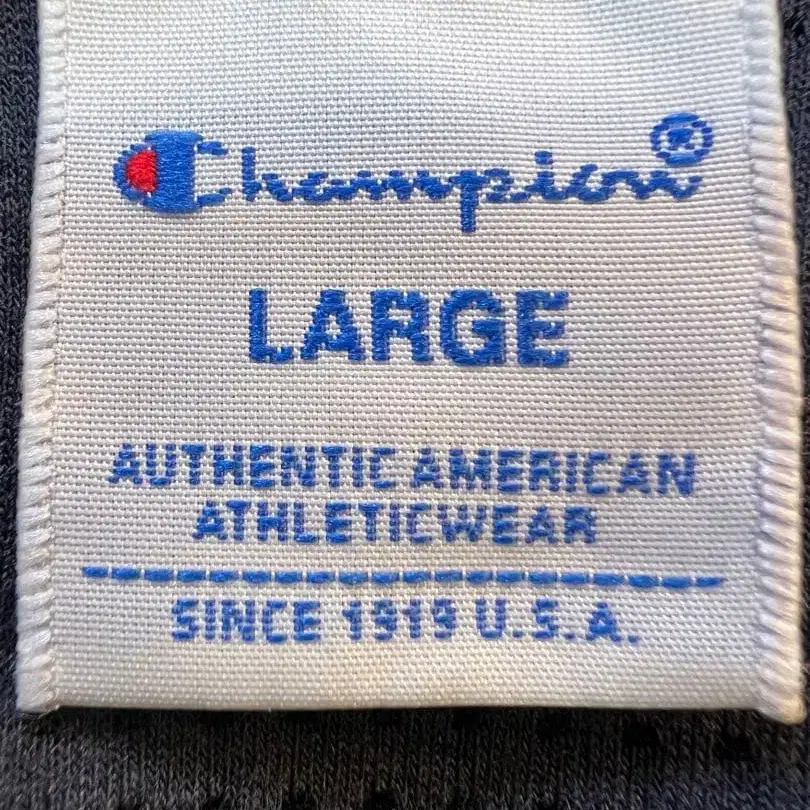 Champion®
LARGE
AUTHENTIC AMERICAN
ATHLETICWEAR
SINCE 1919 U.S.A.